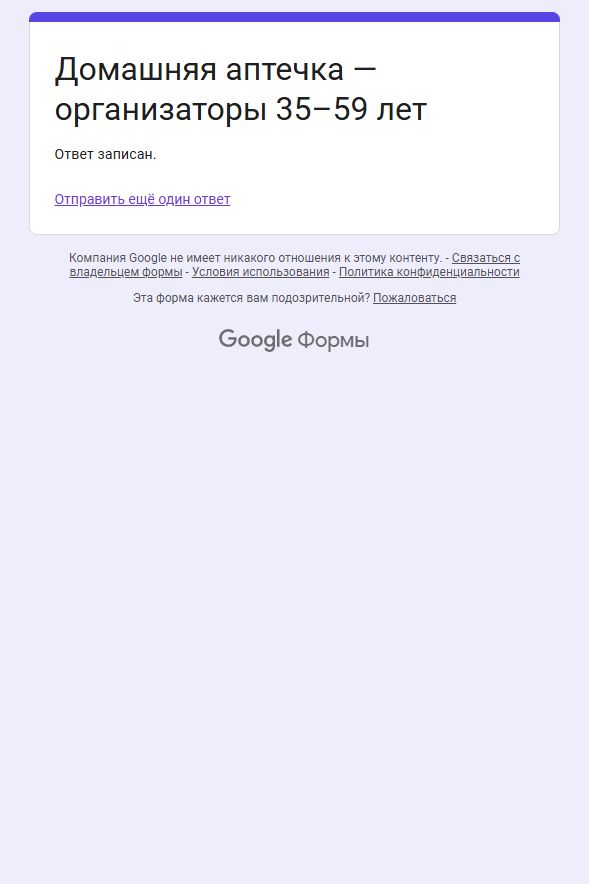 Домашняя аптечка —
организаторы 35–59 лет
Ответ записан.
Отправить ещё один ответ
Компания Google не имеет никакого отношения к этому контенту. - Связаться с
владельцем формы - Условия использования - Политика конфиденциальности
Эта форма кажется вам подозрительной? Пожаловаться
Google Формы